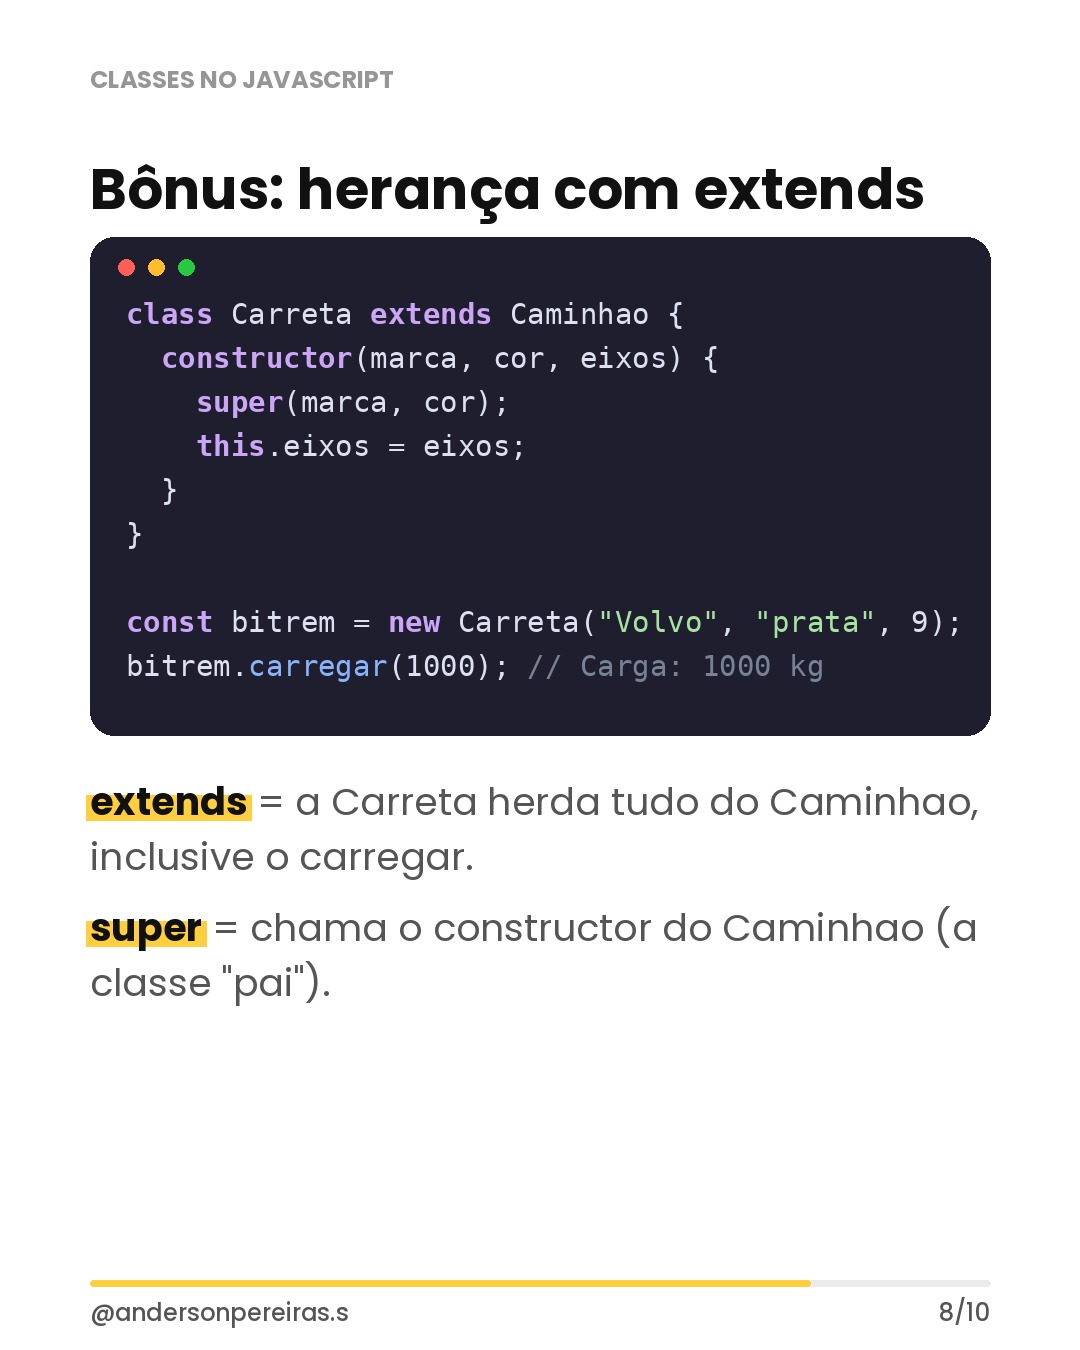 CLASSES NO JAVASCRIPT
Bônus: herança com extends
class Carreta extends Caminhao {
  constructor(marca, cor, eixos) {
    super(marca, cor);
    this.eixos = eixos;
  }
}
const bitrem = new Carreta("Volvo", "prata", 9);
bitrem.carregar(1000); // Carga: 1000 kg
extends = a Carreta herda tudo do Caminhao,
inclusive o carregar.
super = chama o constructor do Caminhao (a
classe "pai").
@andersonpereiras.s
8/10